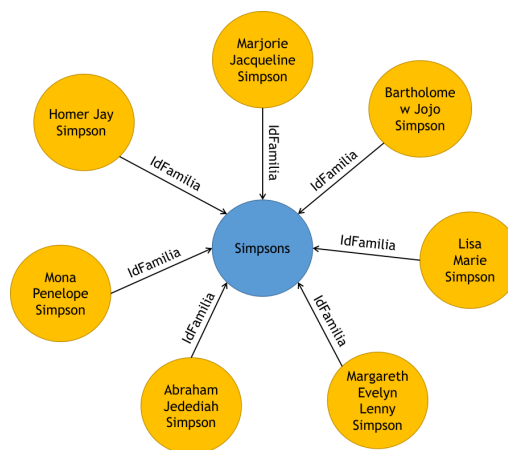 Marjorie
Jacqueline
Simpson
IdFamilia
Bartholome
w Jojo
Simpson
IdFamilia
Homer Jay
Simpson
IdFamilia
Simpsons
Lisa
Marie
Simpson
IdFamilia
Mona
Penelope
Simpson
IdFamilia
Abraham
Jedediah
Simpson
IdFamilia
Margareth
Evelyn
Lenny
Simpson
IdFamilia